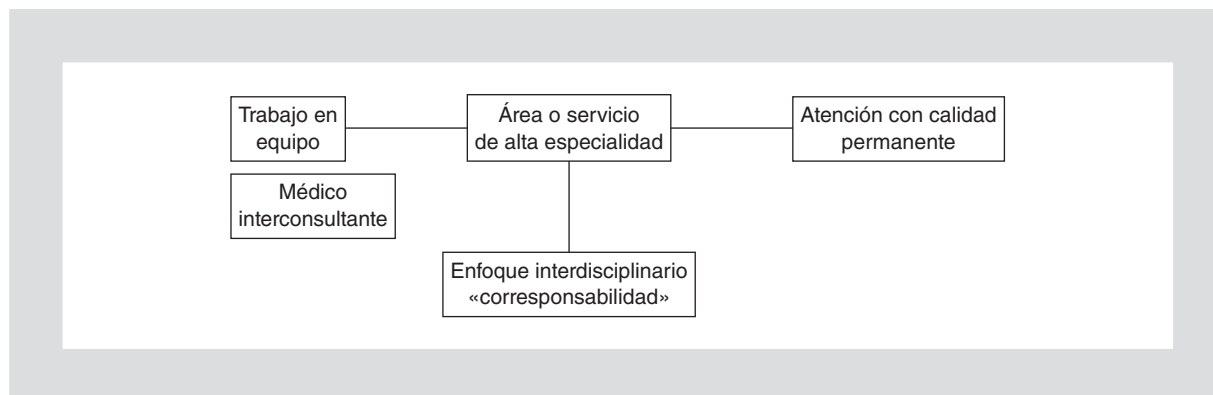 Trabajo en
equipo
Área o servicio
de alta especialidad
Atención con calidad
permanente
Médico
interconsultante
Enfoque interdisciplinario
«corresponsabilidad»